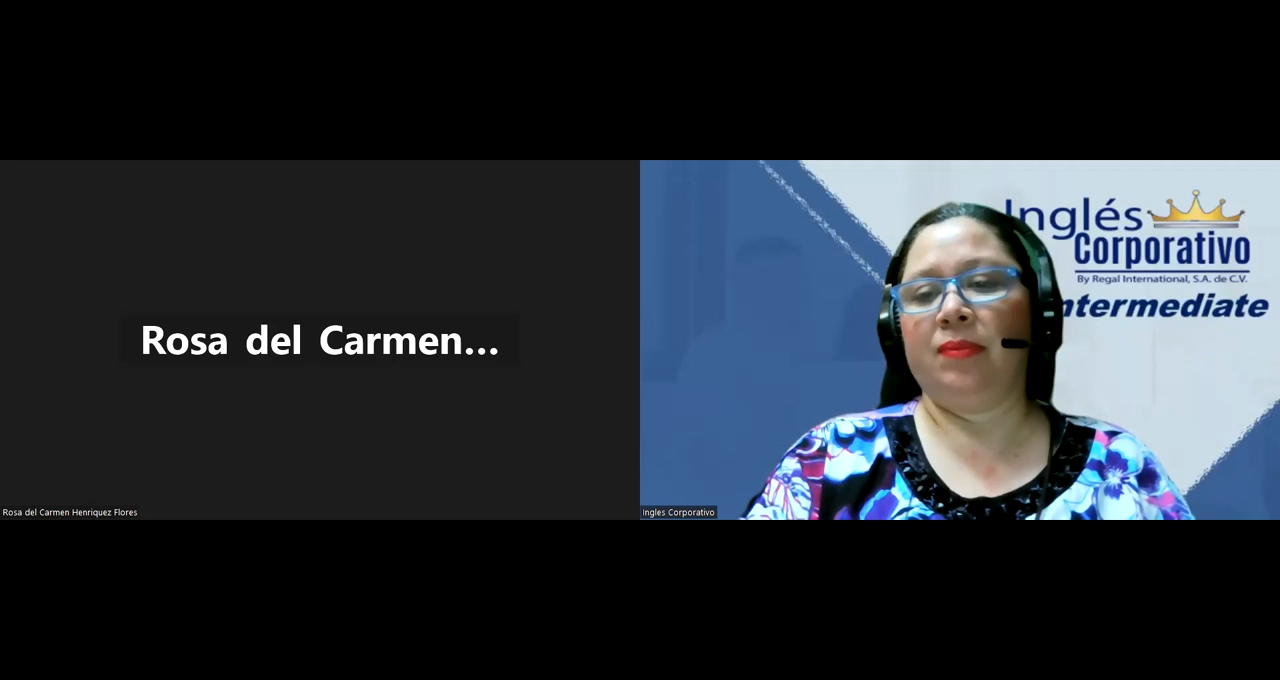 Rosa del Carmen...
Rosa del Carmen Henriquez Flores
Inglés
Corporativo
By Regal International, S.A. de C.V.
ntermediate
Ingles Corporativo